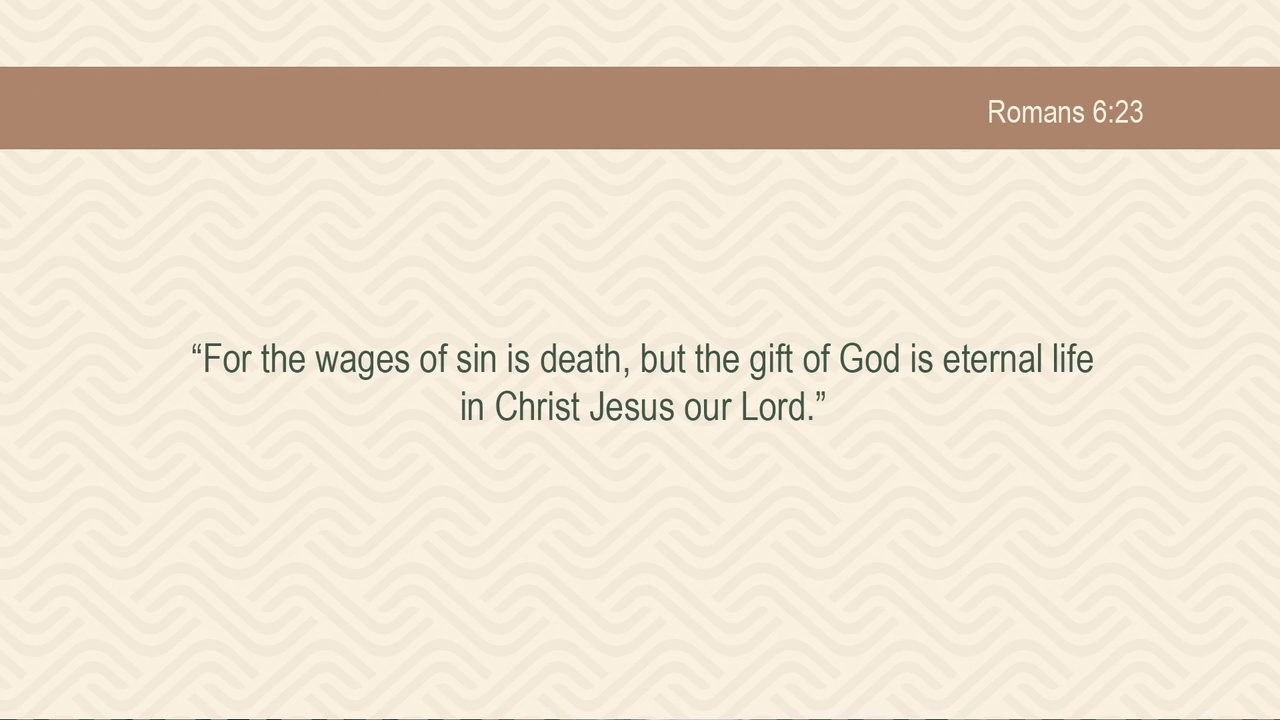 Romans 6:23
“For the wages of sin is death, but the gift of God is eternal life
in Christ Jesus our Lord.”